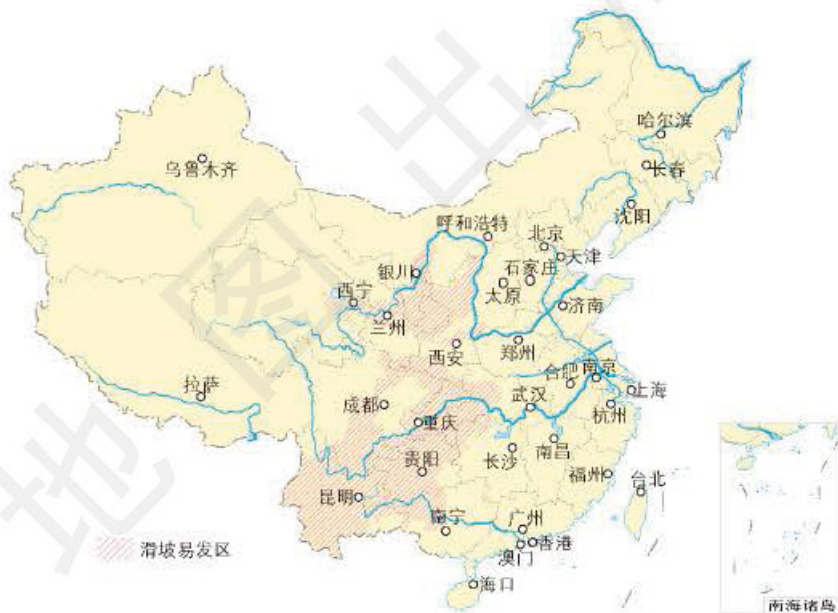 哈尔滨
乌鲁木齐
长春
沈阳
呼和浩特
北京
天津
银川
石家庄
太原
西宁
济南
兰州
西安
郑州
合肥
南京
上海
拉萨
成都
武汉
杭州
重庆
南昌
长沙
贵阳
福州
台北
昆明
南宁
广州
香港
澳门
滑坡易发区
海口
南海诸岛
地图出